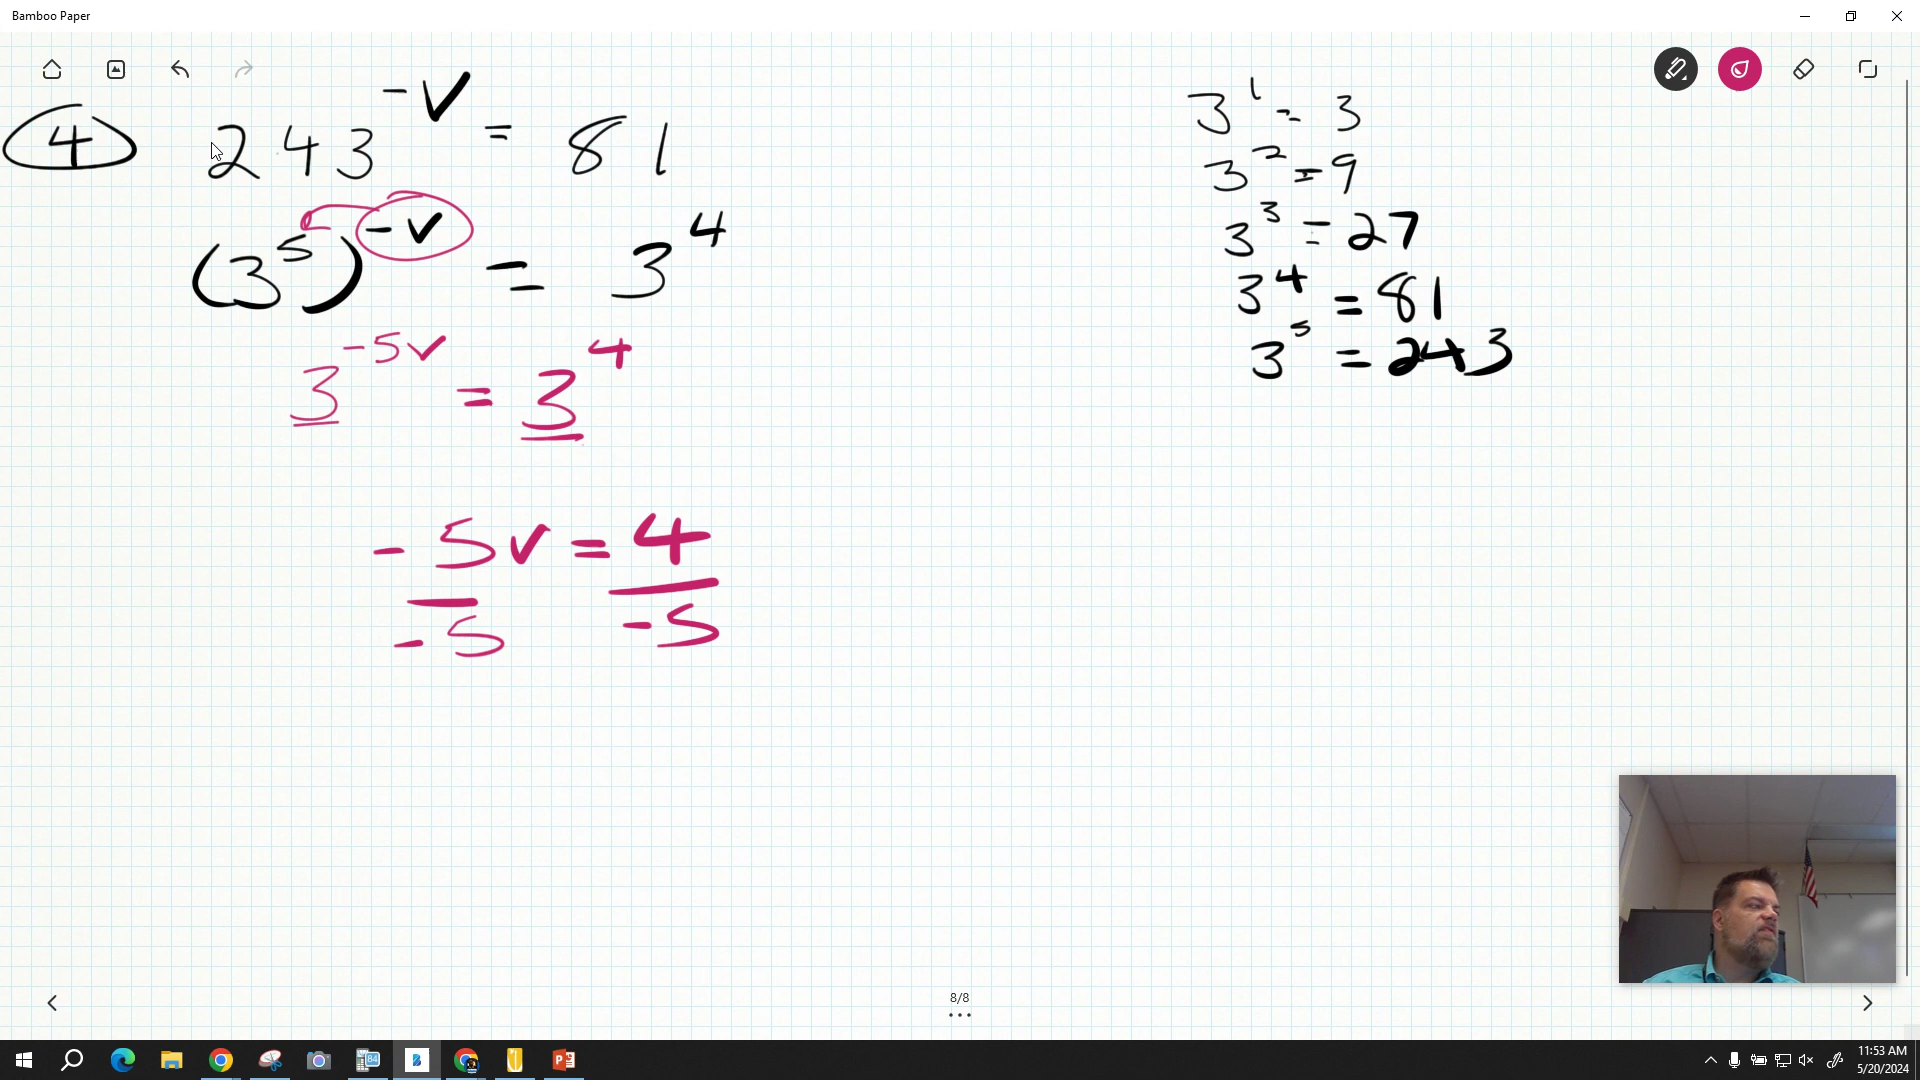 Bamboo Paper
④ 243^-v = 81
(3^5)^-v = 3^4
3^-5v = 3^4
-5v = 4
-5 -5
3^1 = 3
3^2 = 9
3^3 = 27
3^4 = 81
3^5 = 243
8/8
84
11:53 AM
5/20/2024